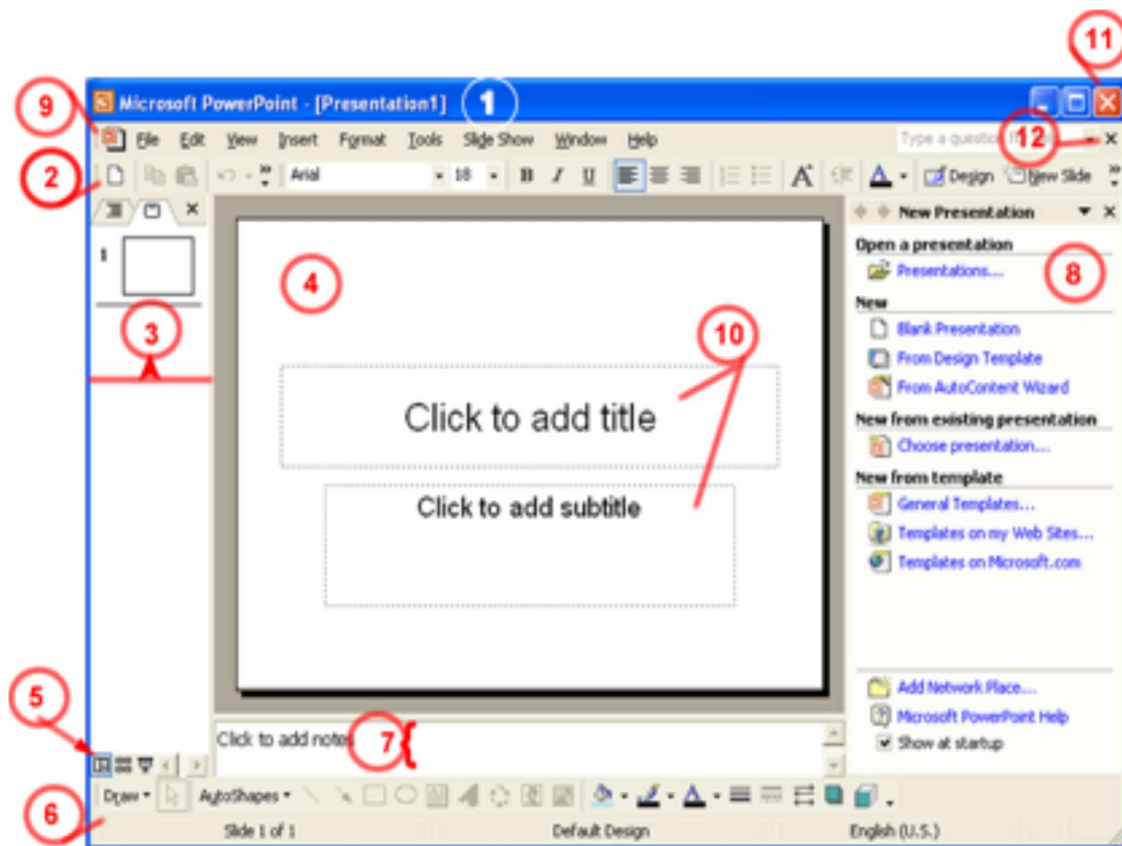 11
Microsoft PowerPoint - [Presentation1] 1
9
File Edit View Insert Format Tools Slide Show Window Help Type a question 12
2
Arial 18 B I U A A Design New Slide
New Presentation
1
Open a presentation
4
Presentations...
8
New
3
10
Blank Presentation
From Design Template
From AutoContent Wizard
Click to add title
New from existing presentation
Choose presentation...
New from template
Click to add subtitle
General Templates...
Templates on my Web Sites...
Templates on Microsoft.com
5
Add Network Place...
Microsoft PowerPoint Help
Click to add notes 7 {
Show at startup
Draw AutoShapes A
6
Slide 1 of 1 Default Design English (U.S.)